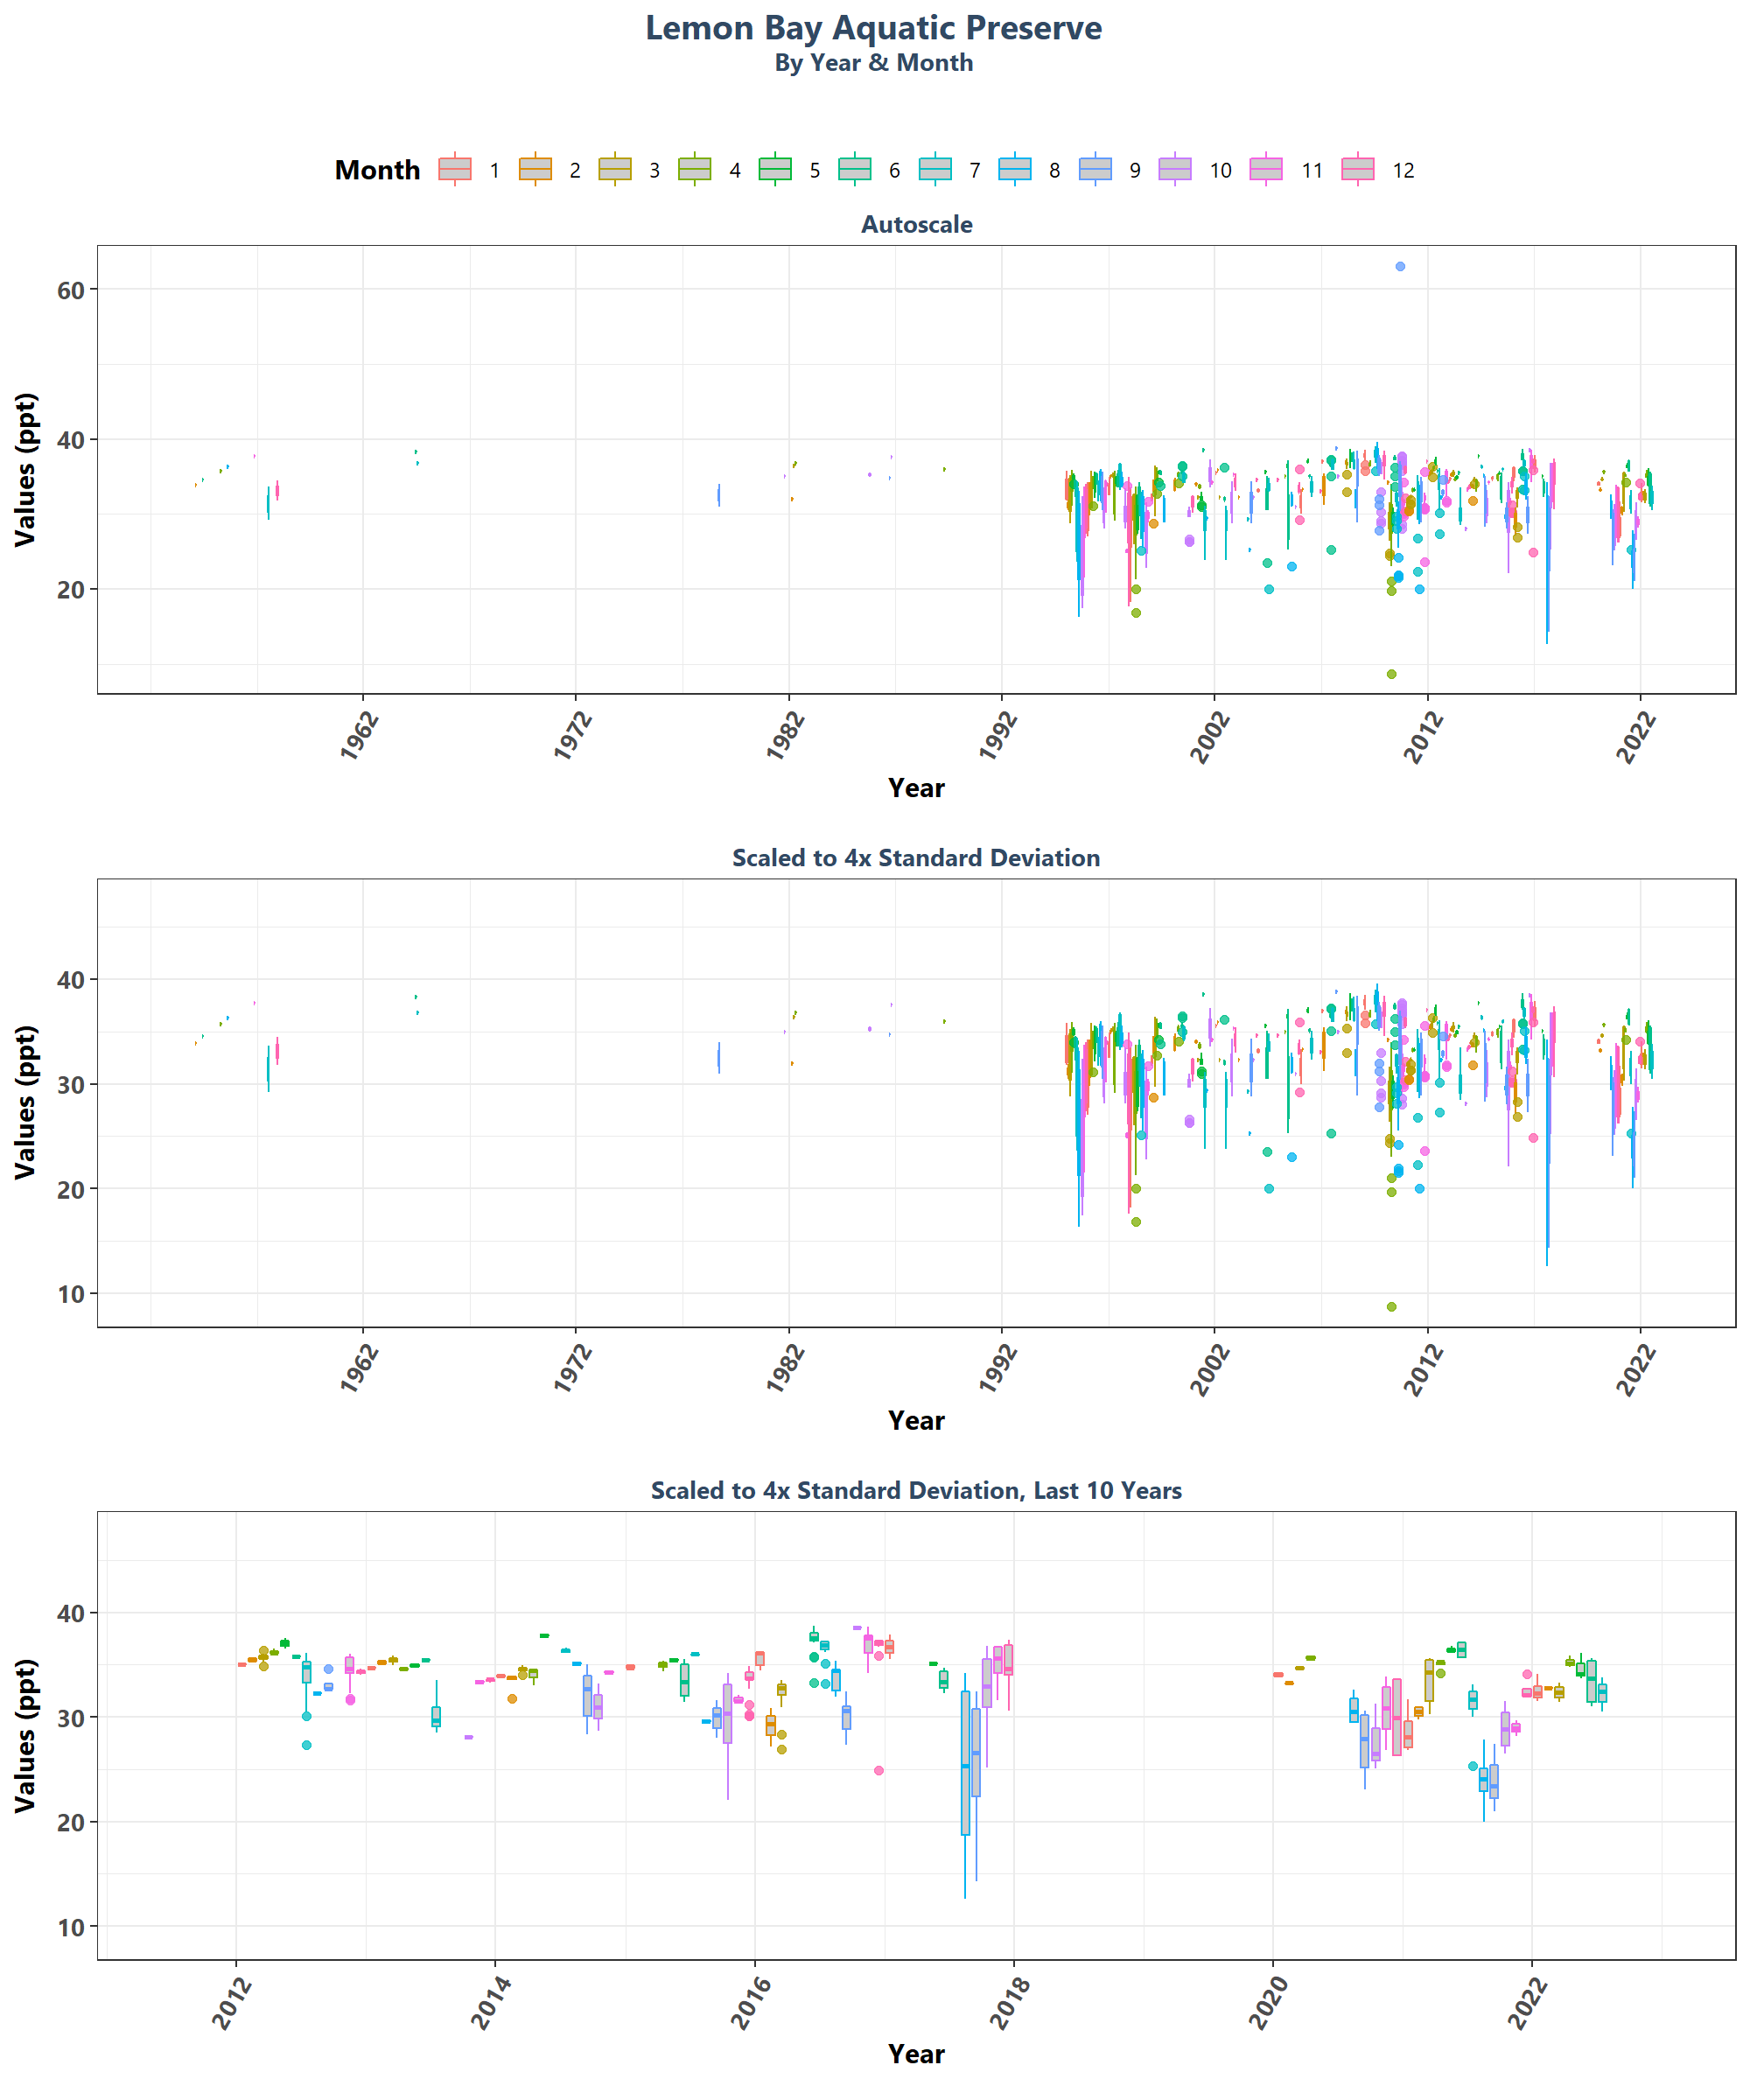 Lemon Bay Aquatic Preserve
By Year & Month
Month 1 2 3 4 5 6 7 8 9 10 11 12
Autoscale
Values (ppt)
60
40
20
1962 1972 1982 1992 2002 2012 2022
Year
Scaled to 4x Standard Deviation
Values (ppt)
40
30
20
10
1962 1972 1982 1992 2002 2012 2022
Year
Scaled to 4x Standard Deviation, Last 10 Years
Values (ppt)
40
30
20
10
2012 2014 2016 2018 2020 2022
Year